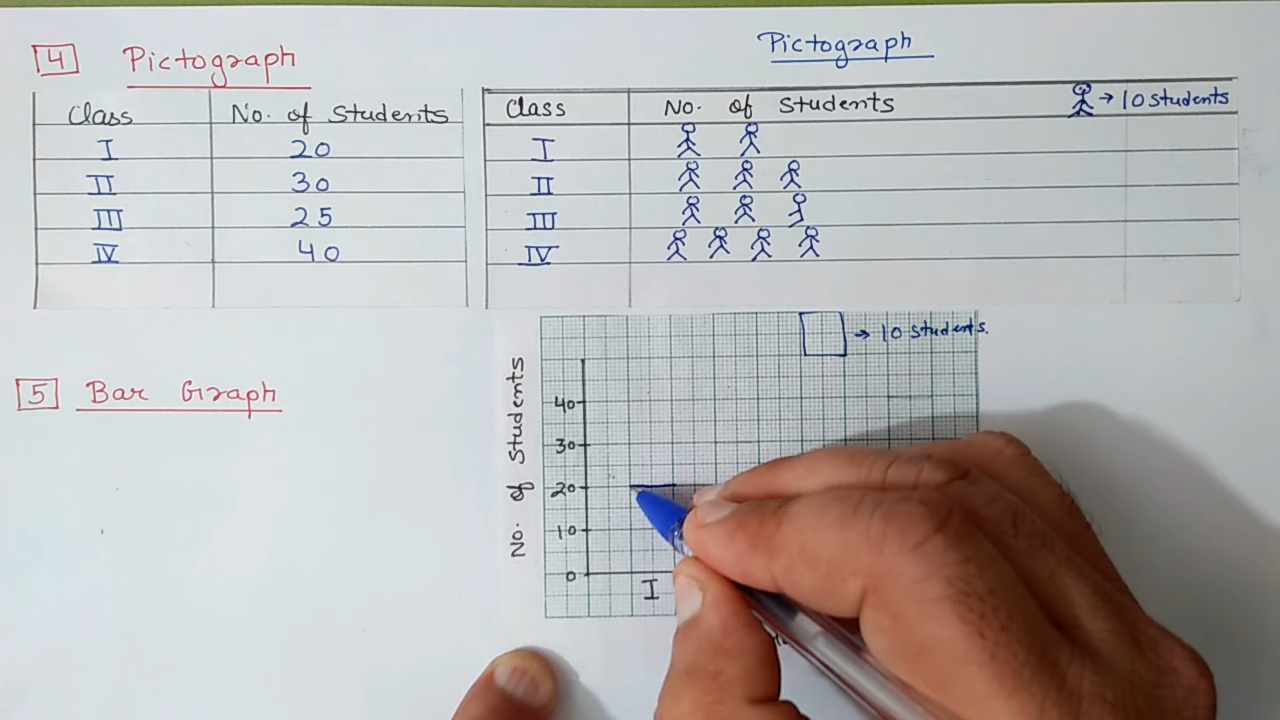 4 Pictograph
Class No. of Students
I 20
II 30
III 25
IV 40
Pictograph
Class No. of Students → 10 students
I
II
III
IV
5 Bar Graph
→ 10 students.
No. of Students
40
30
20
10
0
I